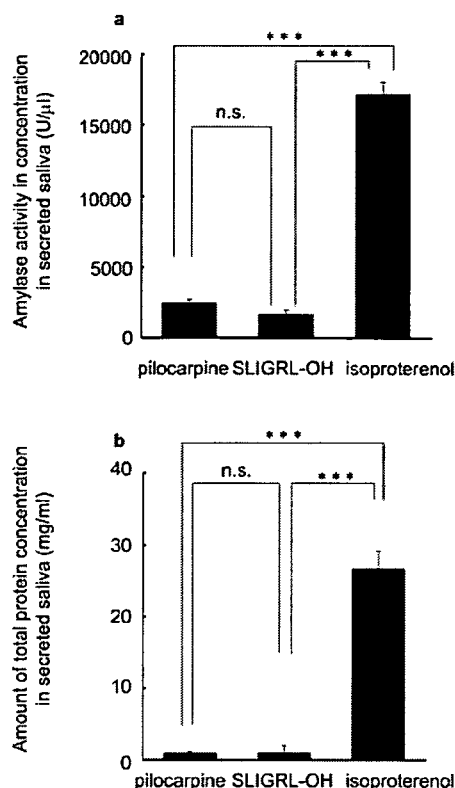 a
* * *
* * *
n.s.
20000
15000
10000
5000
0
Amylase activity in concentration
in secreted saliva (U/μl)
pilocarpine SLIGRL-OH isoproterenol
b
* * *
n.s.
* * *
40
30
20
10
0
Amount of total protein concentration
in secreted saliva (mg/ml)
pilocarpine SLIGRL-OH isoproterenol